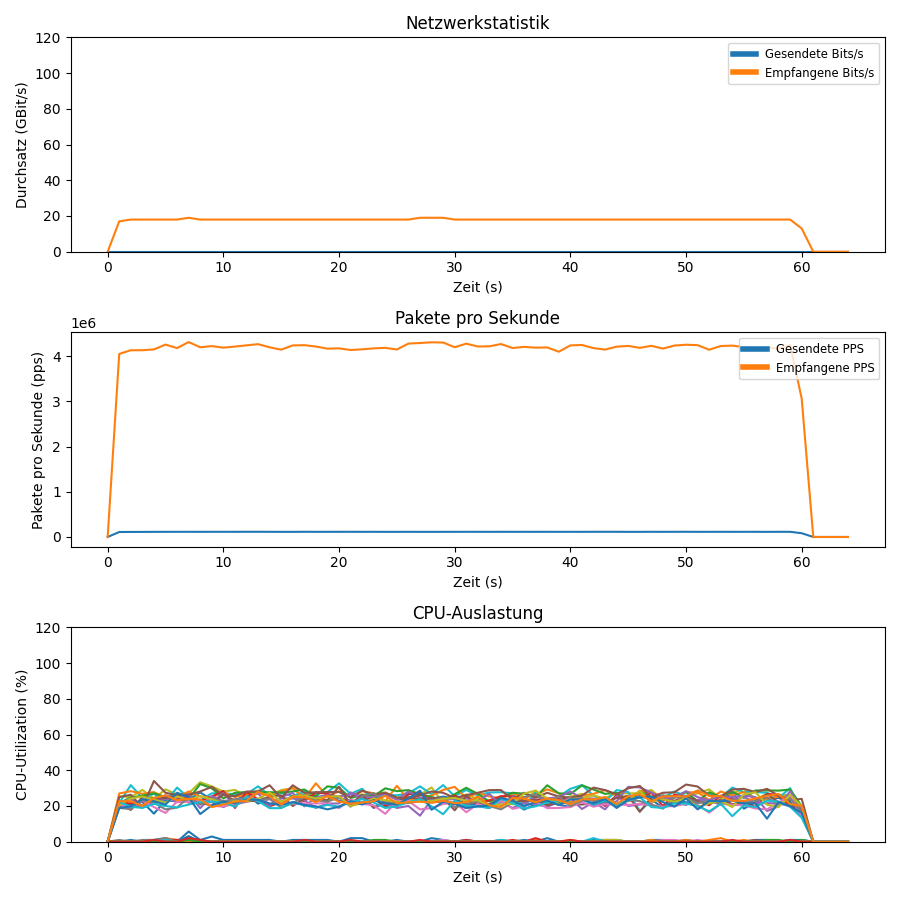 Netzwerkstatistik
120
100
80
60
40
20
0
Durchsatz (GBit/s)
Gesendete Bits/s
Empfangene Bits/s
0 10 20 30 40 50 60
Zeit (s)
Pakete pro Sekunde
1e6
4
3
2
1
0
Pakete pro Sekunde (pps)
Gesendete PPS
Empfangene PPS
0 10 20 30 40 50 60
Zeit (s)
CPU-Auslastung
120
100
80
60
40
20
0
CPU-Utilization (%)
0 10 20 30 40 50 60
Zeit (s)